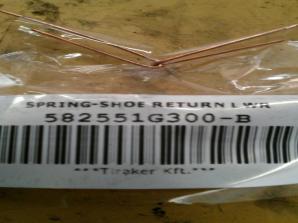 SPRING-SHOE RETURN LWR
582551G300-B
***Tiraker Kft.***